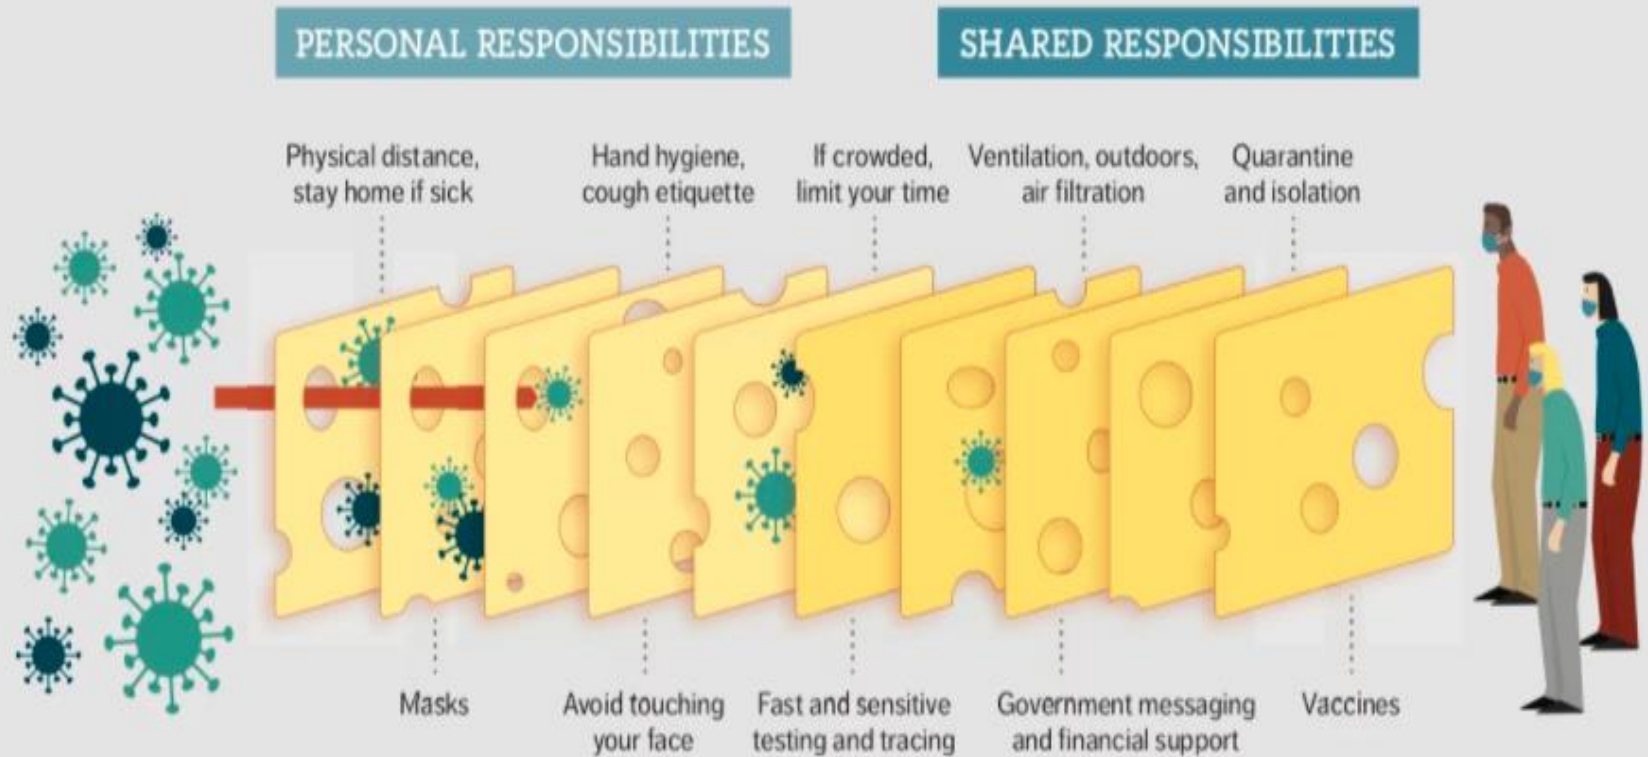 PERSONAL RESPONSIBILITIES
SHARED RESPONSIBILITIES
Physical distance,
stay home if sick
Hand hygiene,
cough etiquette
If crowded,
limit your time
Ventilation, outdoors,
air filtration
Quarantine
and isolation
Masks
Avoid touching
your face
Fast and sensitive
testing and tracing
Government messaging
and financial support
Vaccines